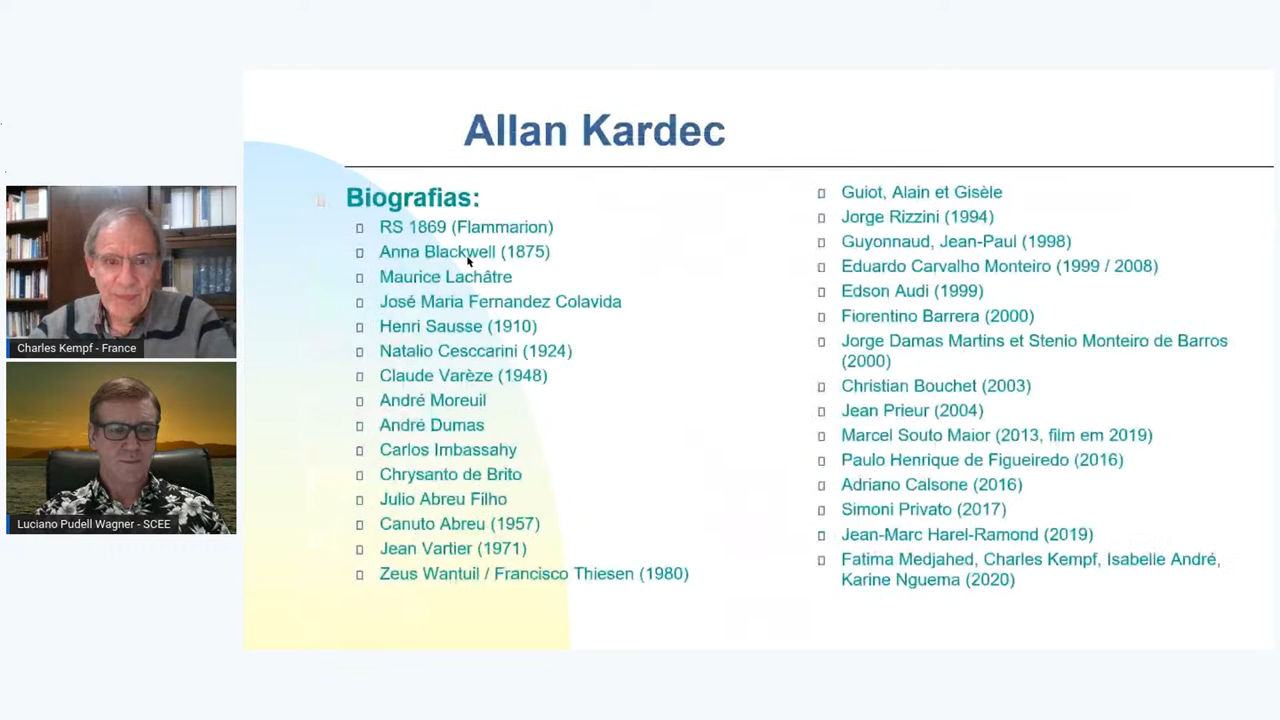 Allan Kardec
Biografias:
RS 1869 (Flammarion)
Anna Blackwell (1875)
Maurice Lachâtre
José Maria Fernandez Colavida
Henri Sausse (1910)
Natalio Cesccarini (1924)
Claude Varèze (1948)
André Moreuil
André Dumas
Carlos Imbassahy
Chrysanto de Brito
Julio Abreu Filho
Canuto Abreu (1957)
Jean Vartier (1971)
Zeus Wantuil / Francisco Thiesen (1980)
Guiot, Alain et Gisèle
Jorge Rizzini (1994)
Guyonnaud, Jean-Paul (1998)
Eduardo Carvalho Monteiro (1999 / 2008)
Edson Audi (1999)
Fiorentino Barrera (2000)
Jorge Damas Martins et Stenio Monteiro de Barros
(2000)
Christian Bouchet (2003)
Jean Prieur (2004)
Marcel Souto Maior (2013, film em 2019)
Paulo Henrique de Figueiredo (2016)
Adriano Calsone (2016)
Simoni Privato (2017)
Jean-Marc Harel-Ramond (2019)
Fatima Medjahed, Charles Kempf, Isabelle André,
Karine Nguema (2020)
Charles Kempf - France
Luciano Pudell Wagner - SCEE